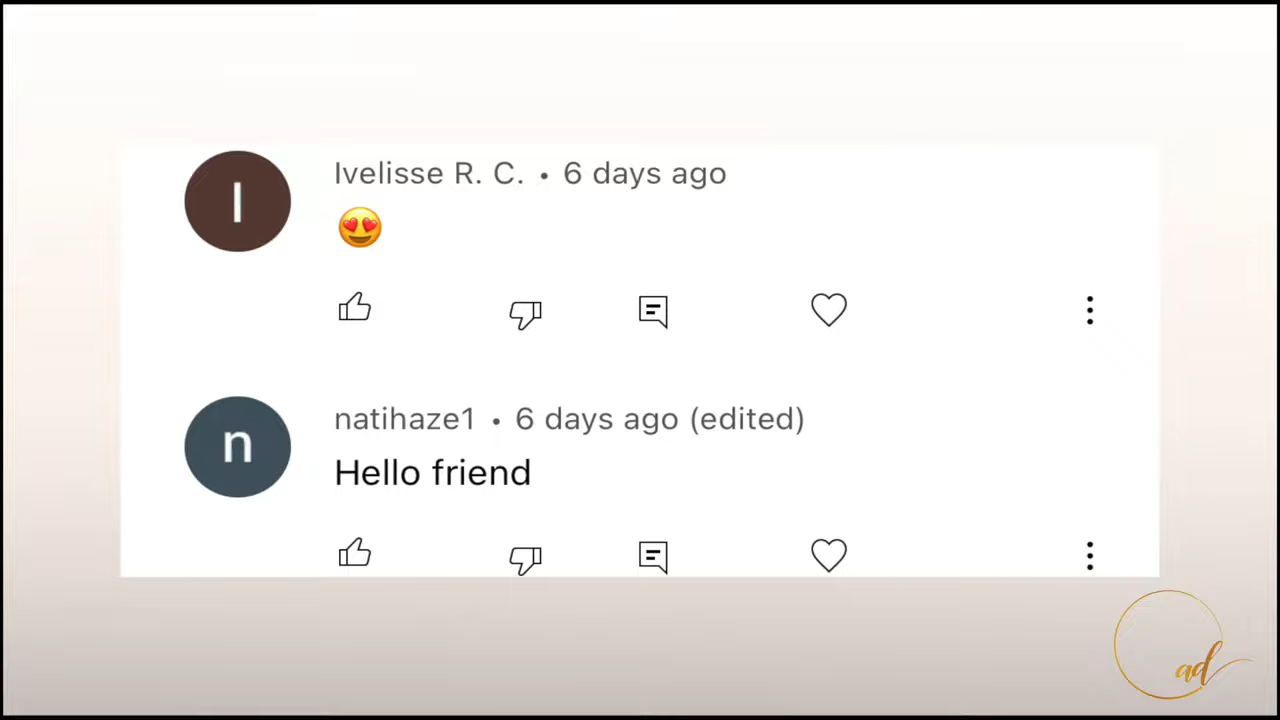 I
Ivelisse R. C. • 6 days ago
😍
n
natihaze1 • 6 days ago (edited)
Hello friend
ad